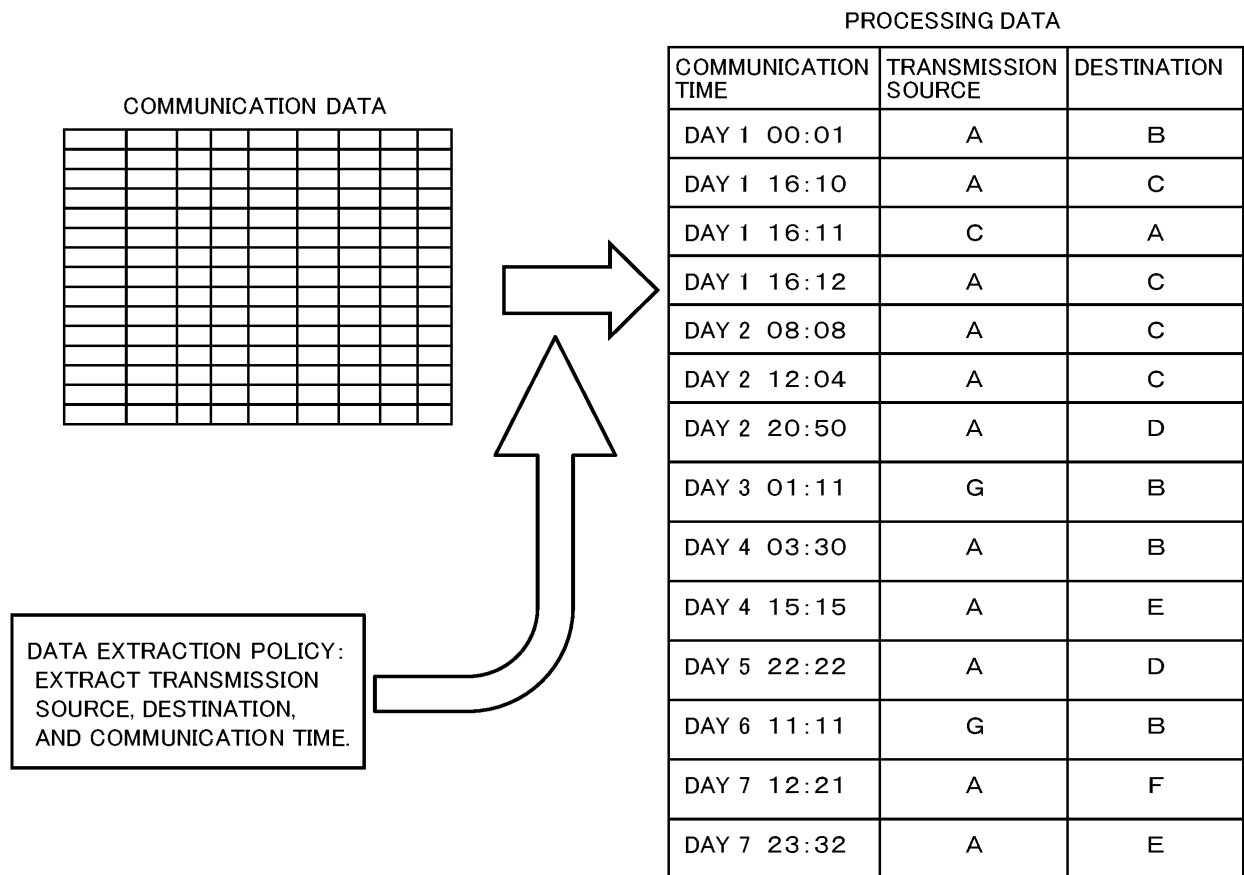 PROCESSING DATA
COMMUNICATION DATA
COMMUNICATION TIME TRANSMISSION SOURCE DESTINATION
DAY 1 00:01 A B
DAY 1 16:10 A C
DAY 1 16:11 C A
DAY 1 16:12 A C
DAY 2 08:08 A C
DAY 2 12:04 A C
DAY 2 20:50 A D
DAY 3 01:11 G B
DAY 4 03:30 A B
DAY 4 15:15 A E
DAY 5 22:22 A D
DAY 6 11:11 G B
DAY 7 12:21 A F
DAY 7 23:32 A E
DATA EXTRACTION POLICY:
EXTRACT TRANSMISSION
SOURCE, DESTINATION,
AND COMMUNICATION TIME.